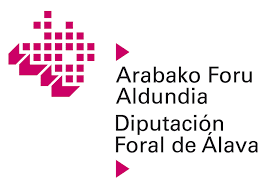 Arabako Foru
Aldundia
Diputación
Foral de Álava